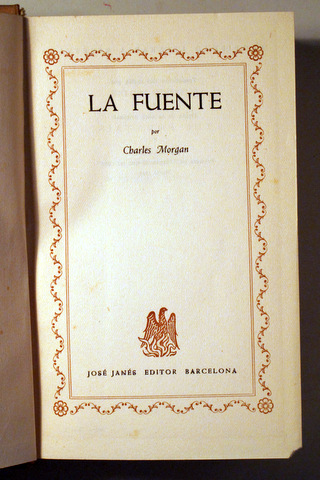 LA FUENTE
por
Charles Morgan
JOSÉ JANÉS EDITOR BARCELONA